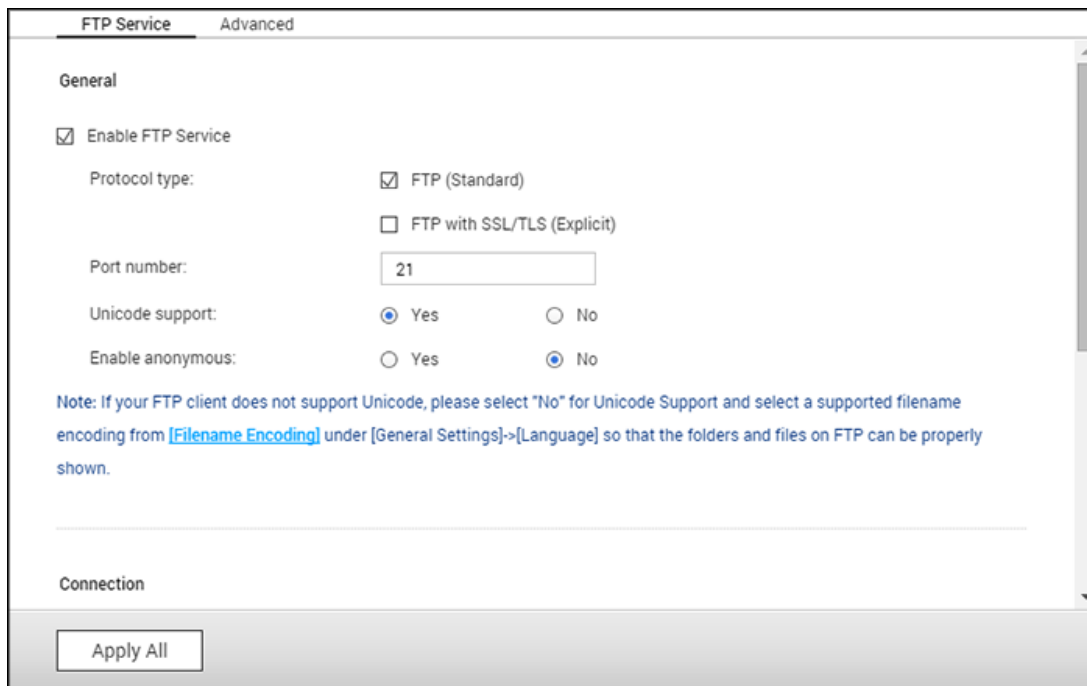 FTP Service Advanced
General
Enable FTP Service
Protocol type: FTP (Standard)
FTP with SSL/TLS (Explicit)
Port number: 21
Unicode support: Yes No
Enable anonymous: Yes No
Note: If your FTP client does not support Unicode, please select "No" for Unicode Support and select a supported filename
encoding from [Filename Encoding] under [General Settings]->[Language] so that the folders and files on FTP can be properly
shown.
Connection
Apply All